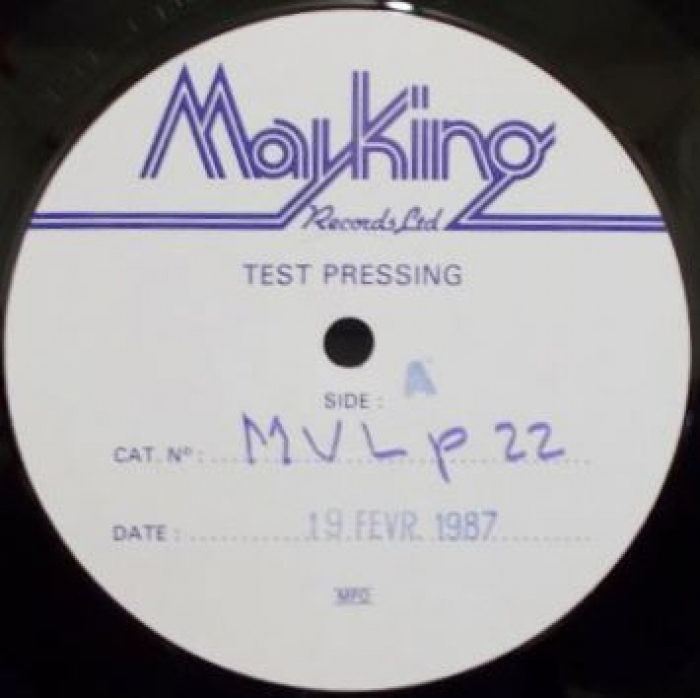 Mayking
Records Ltd
TEST PRESSING
SIDE : A
CAT. Nº : MVLP 22
DATE : 19 FEVR. 1987
MPO